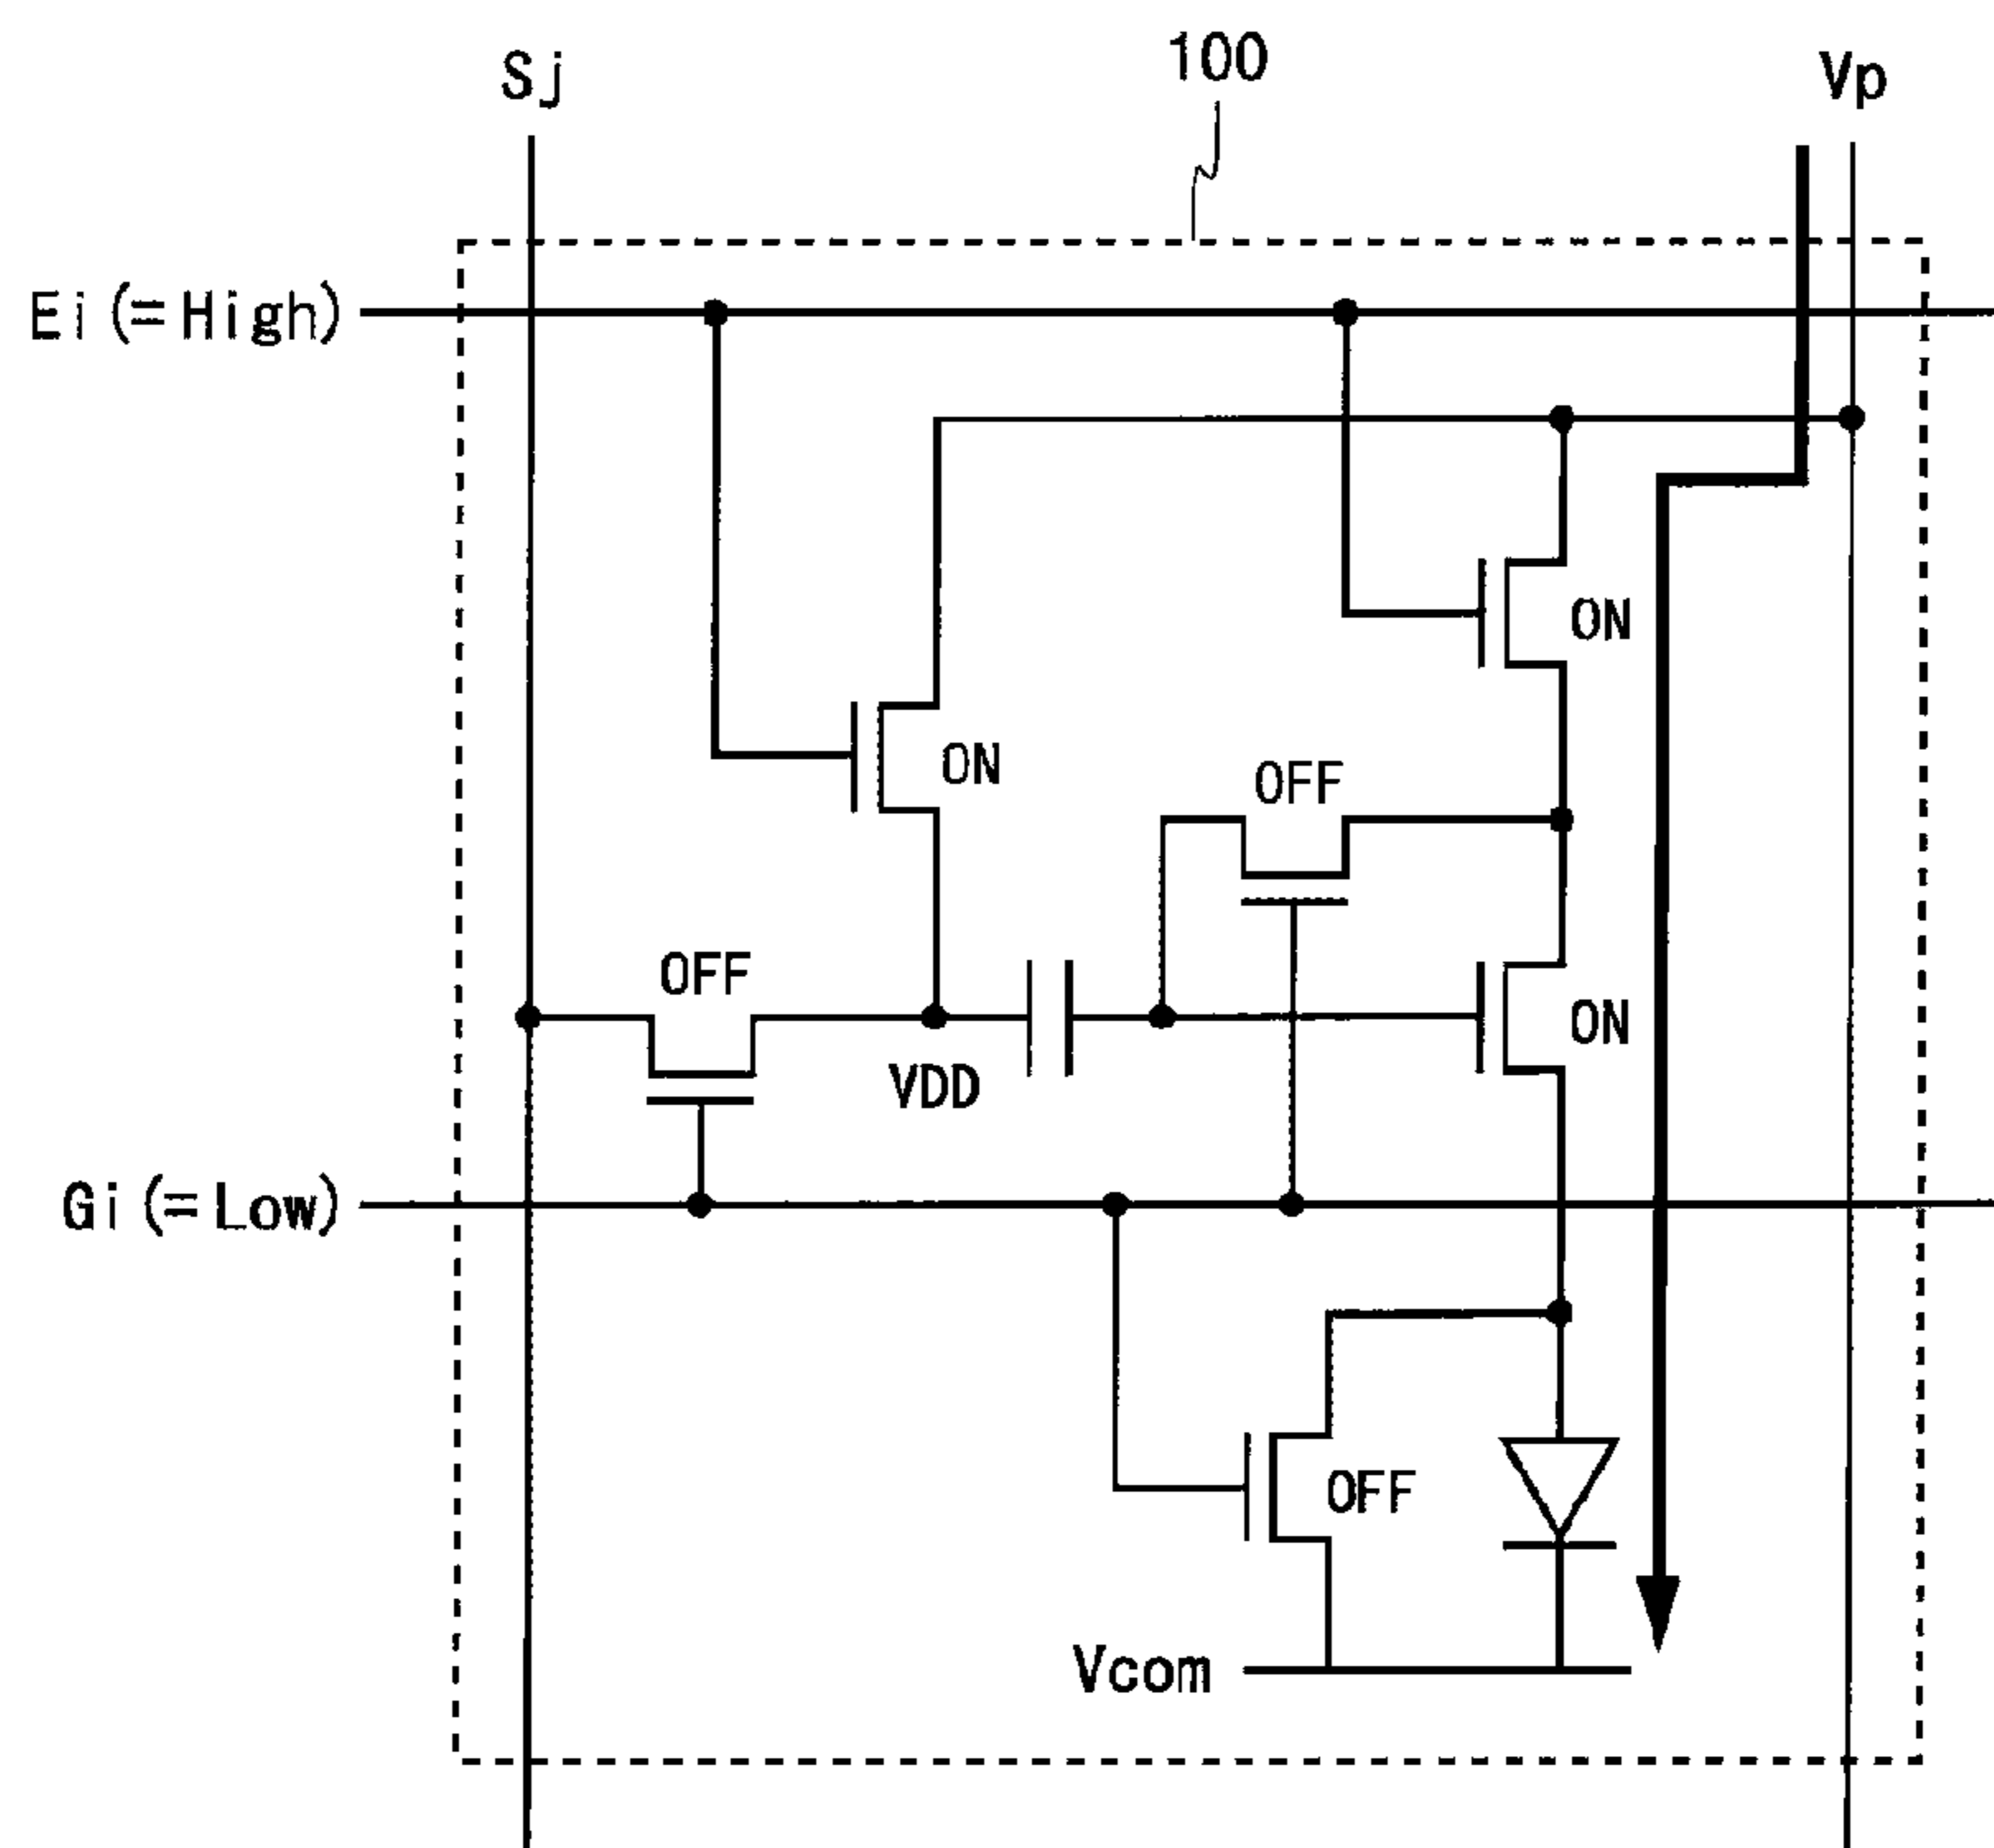 100
Sj
Vp
Ei(=High)
ON
ON
OFF
OFF
ON
VDD
Gi(=Low)
OFF
Vcom